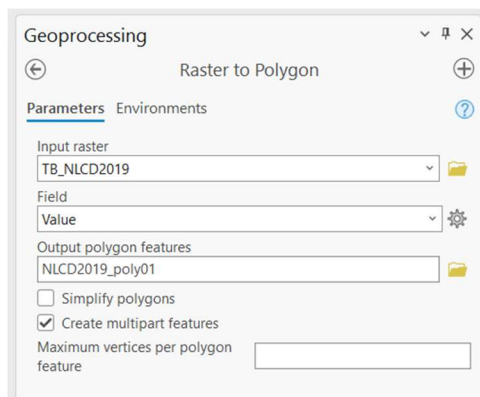 Geoprocessing
Raster to Polygon
Parameters Environments
Input raster
TB_NLCD2019
Field
Value
Output polygon features
NLCD2019_poly01
Simplify polygons
Create multipart features
Maximum vertices per polygon
feature